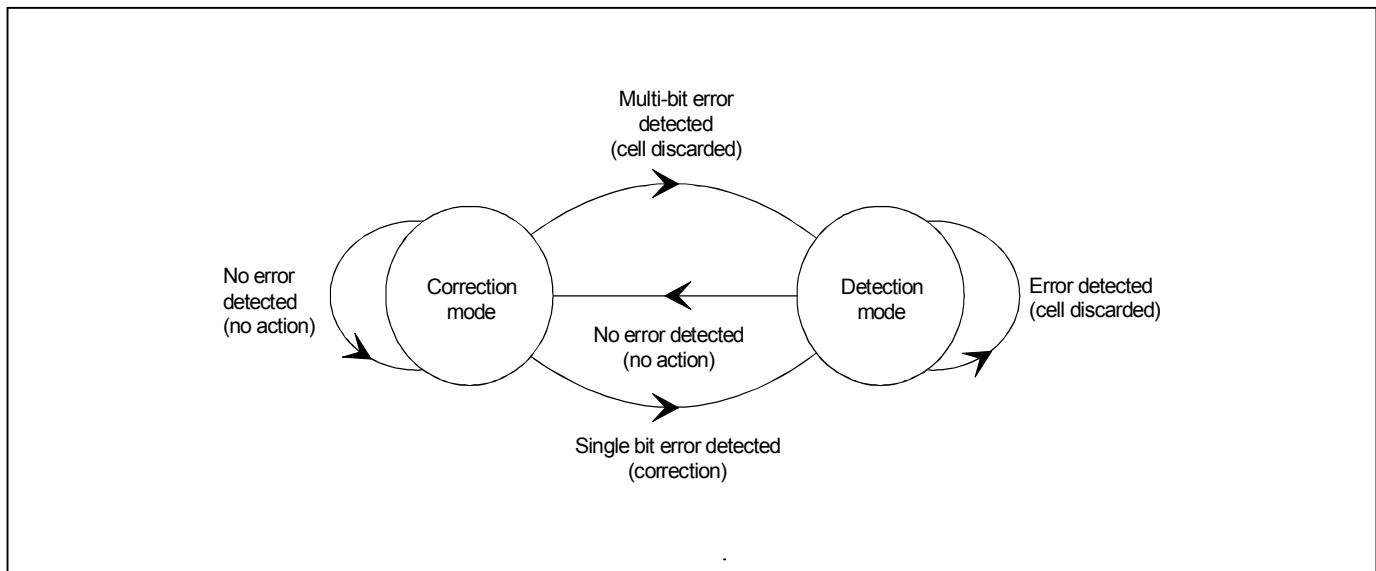 Multi-bit error
detected
(cell discarded)
No error
detected
(no action)
Correction
mode
Detection
mode
Error detected
(cell discarded)
No error detected
(no action)
Single bit error detected
(correction)
.